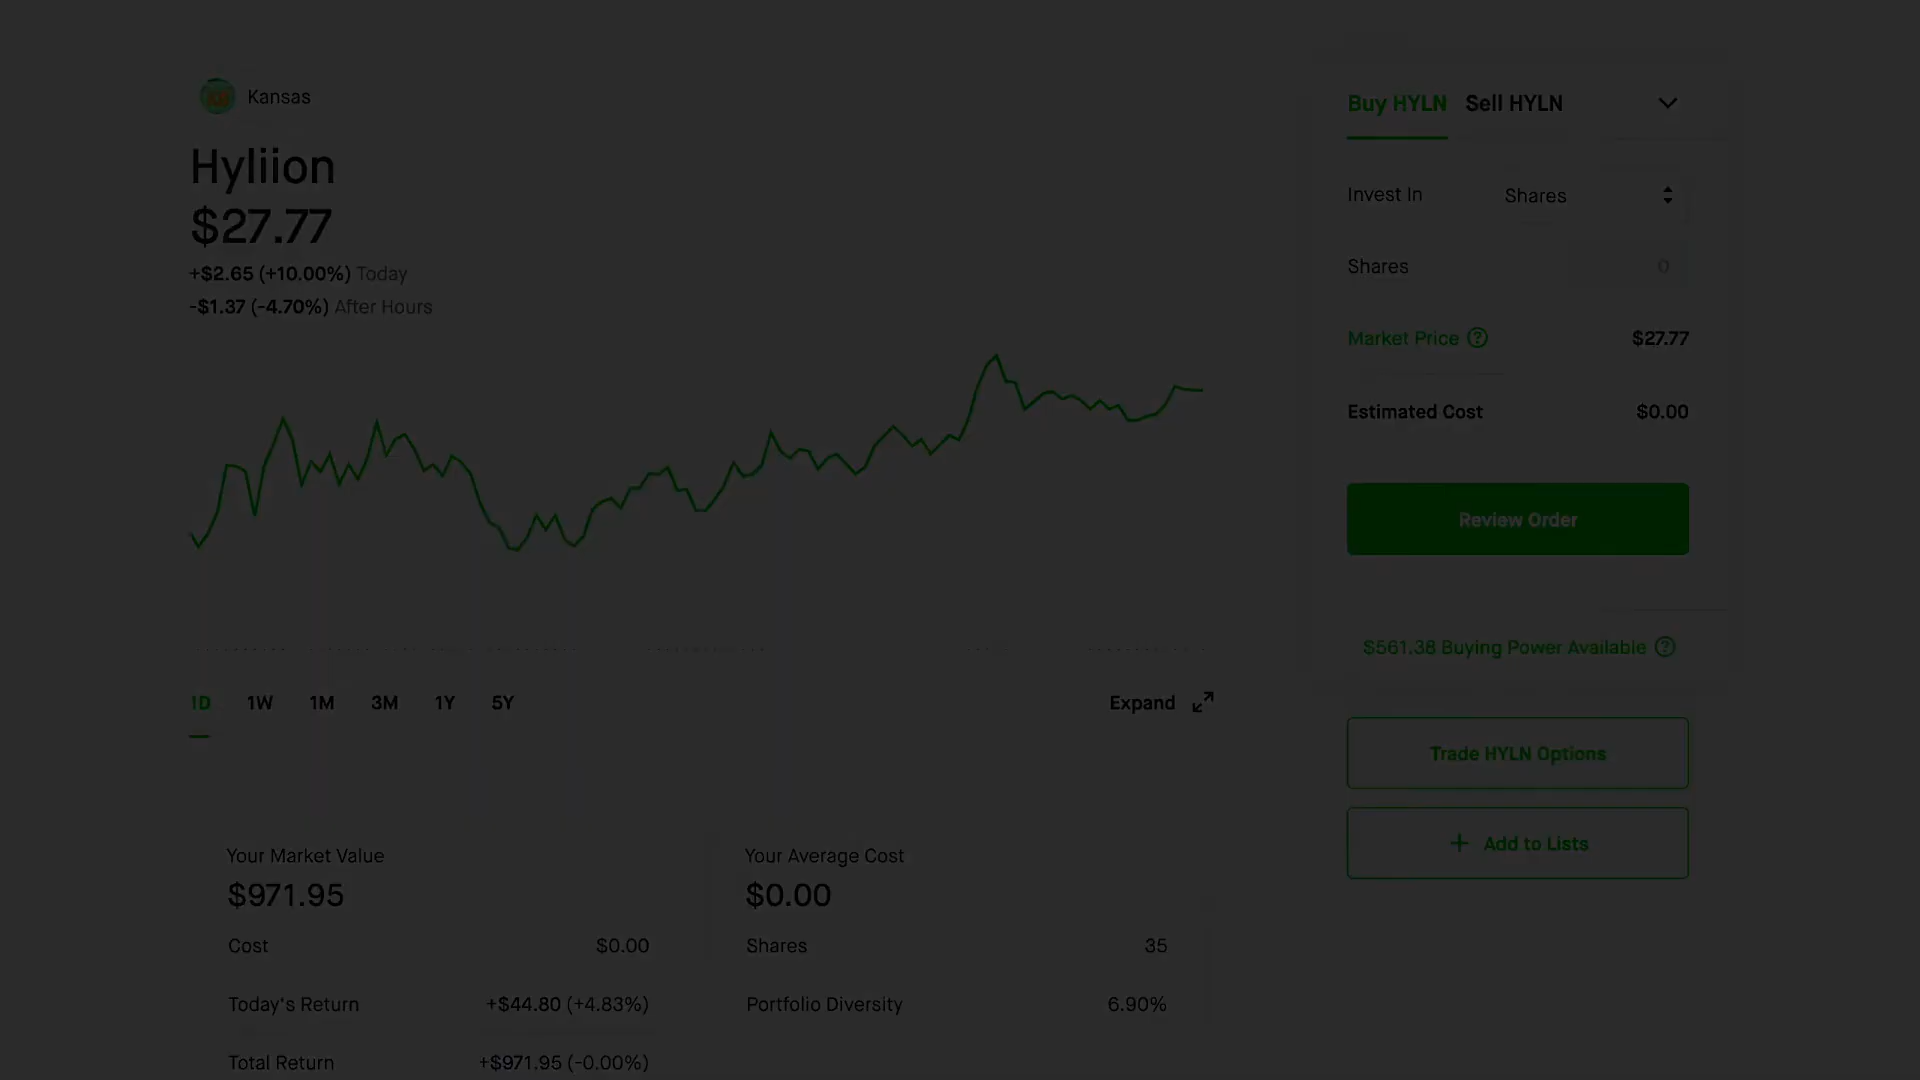 Kansas
Hyliion
$27.77
+$2.65 (+10.00%) Today
-$1.37 (-4.70%) After Hours
1D 1W 1M 3M 1Y 5Y
Expand
Your Market Value
$971.95
Cost $0.00
Today's Return +$44.80 (+4.83%)
Total Return +$971.95 (-0.00%)
Your Average Cost
$0.00
Shares 35
Portfolio Diversity 6.90%
Buy HYLN Sell HYLN
Invest In Shares
Shares 0
Market Price ? $27.77
Estimated Cost $0.00
Review Order
$561.38 Buying Power Available ?
Trade HYLN Options
+ Add to Lists